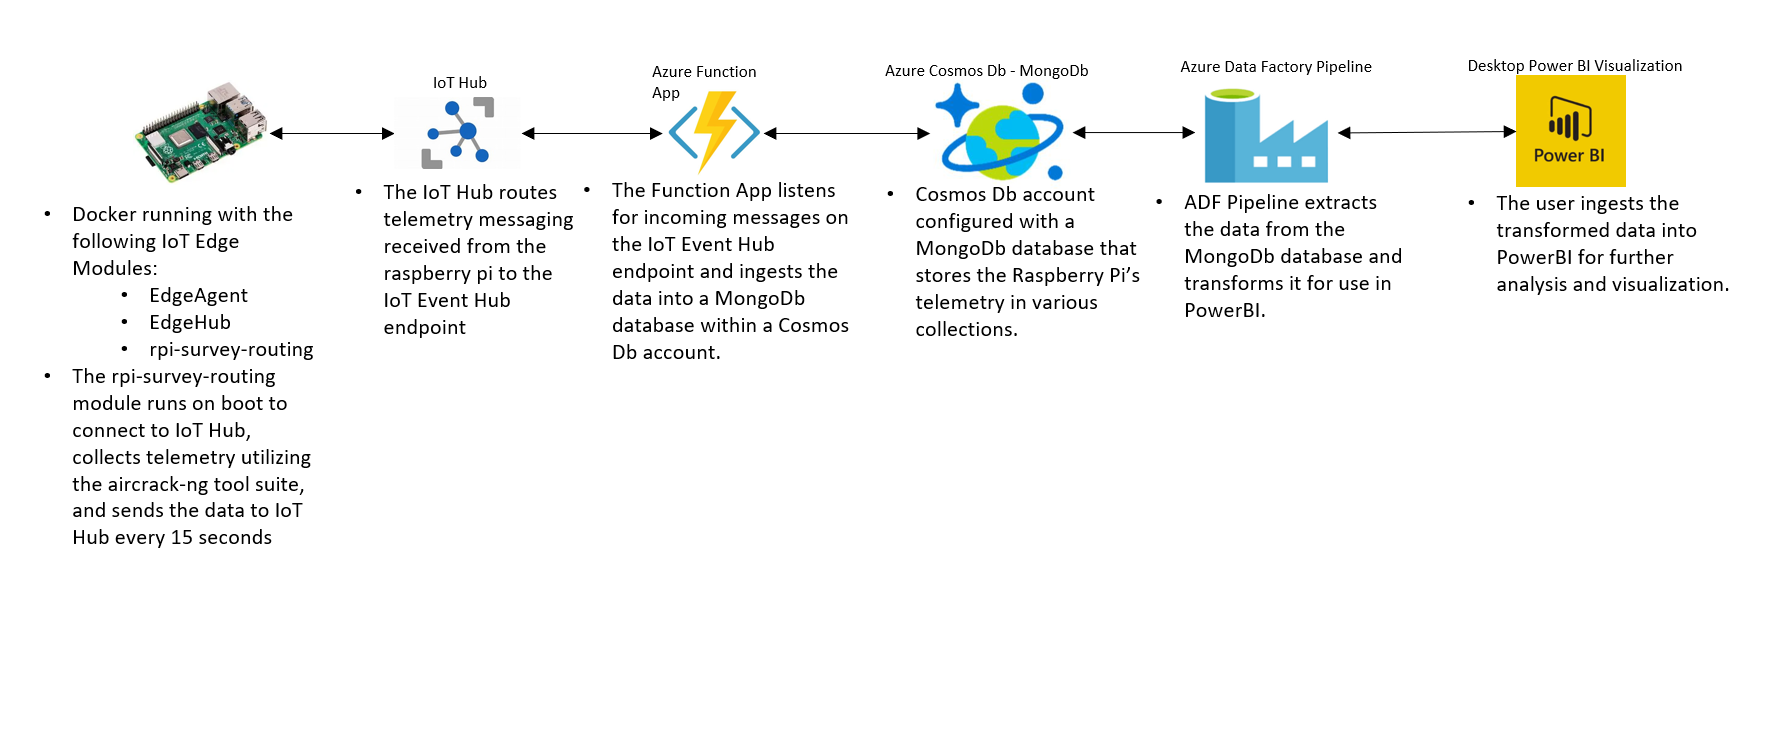 IoT Hub
Azure Function
App
Azure Cosmos Db - MongoDb
Azure Data Factory Pipeline
Desktop Power BI Visualization
Power BI
• Docker running with the
following IoT Edge
Modules:
• EdgeAgent
• EdgeHub
• rpi-survey-routing
• The rpi-survey-routing
module runs on boot to
connect to IoT Hub,
collects telemetry utilizing
the aircrack-ng tool suite,
and sends the data to IoT
Hub every 15 seconds
• The IoT Hub routes
telemetry messaging
received from the
raspberry pi to the
IoT Event Hub
endpoint
• The Function App listens
for incoming messages on
the IoT Event Hub
endpoint and ingests the
data into a MongoDb
database within a Cosmos
Db account.
• Cosmos Db account
configured with a
MongoDb database that
stores the Raspberry Pi’s
telemetry in various
collections.
• ADF Pipeline extracts
the data from the
MongoDb database and
transforms it for use in
PowerBI.
• The user ingests the
transformed data into
PowerBI for further
analysis and visualization.